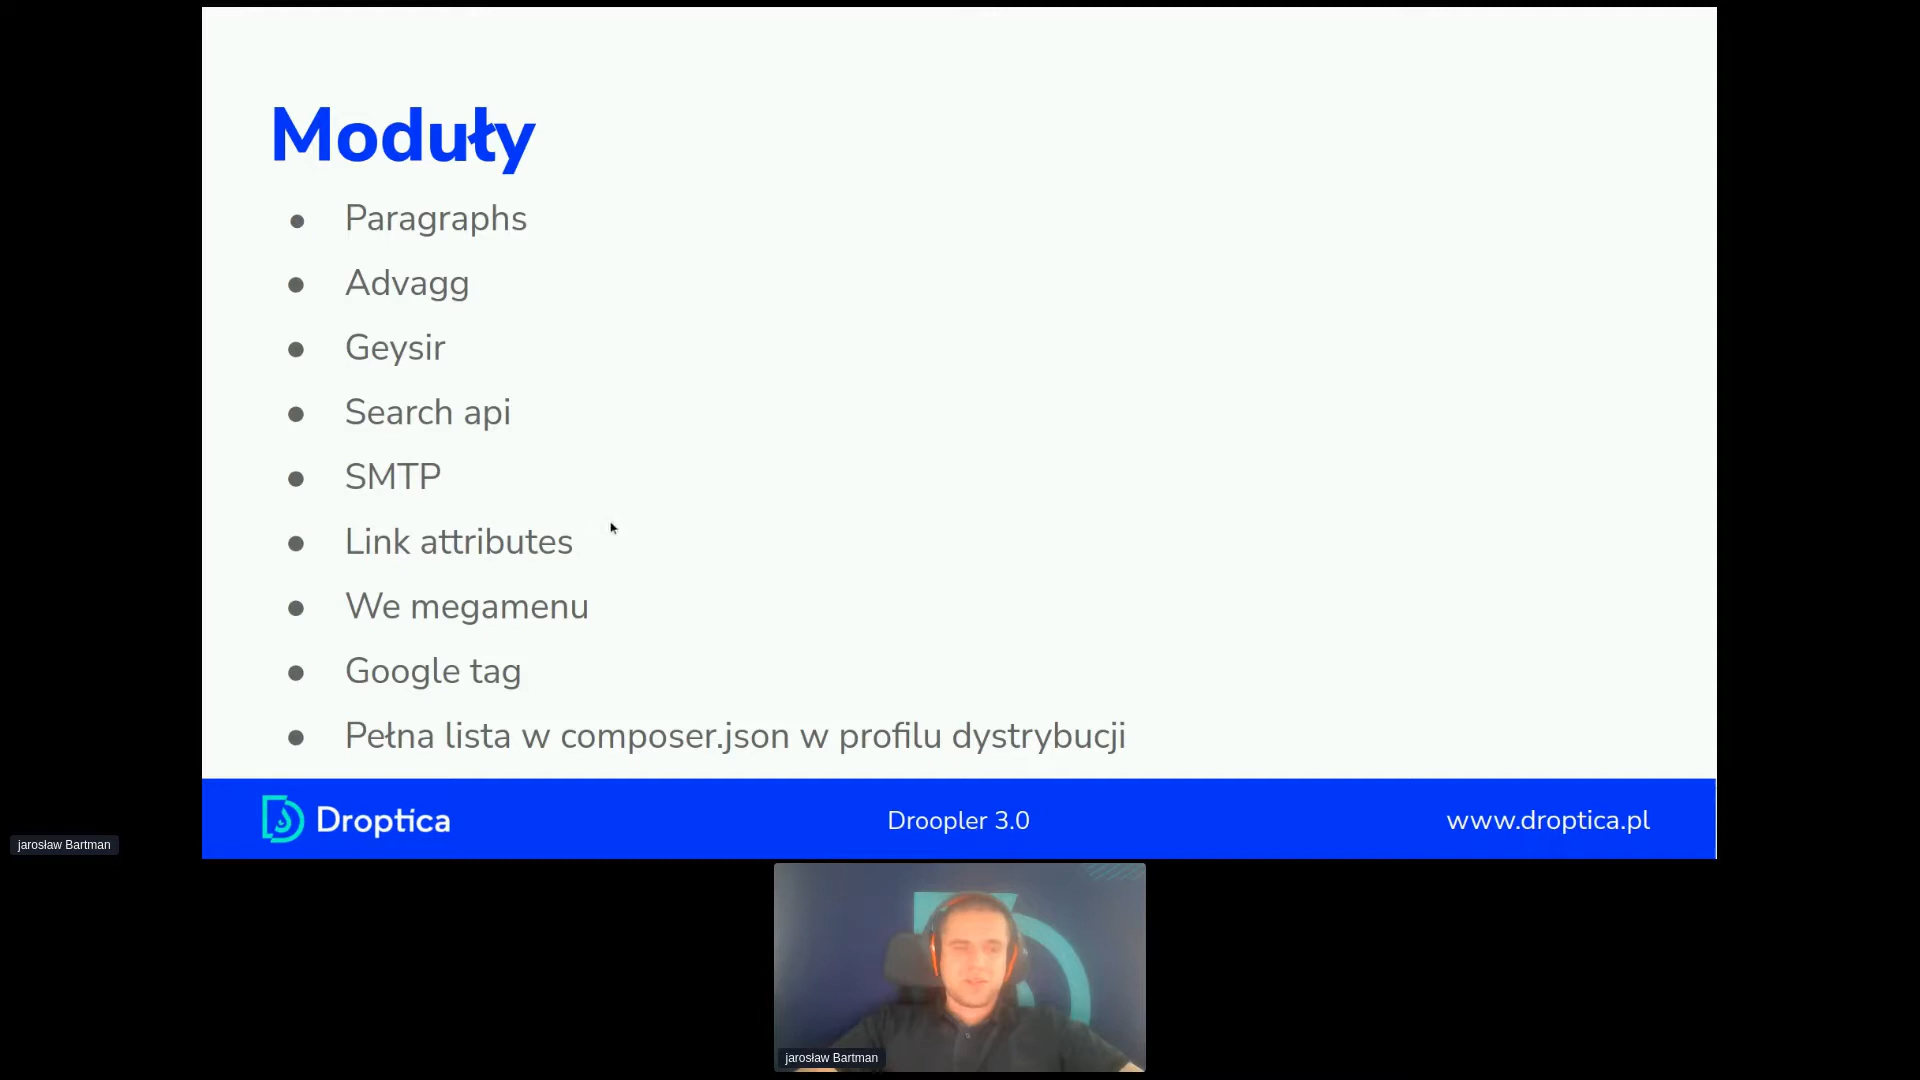 Moduły
● Paragraphs
● Advagg
● Geysir
● Search api
● SMTP
● Link attributes
● We megamenu
● Google tag
● Pełna lista w composer.json w profilu dystrybucji
Droptica
Droopler 3.0
www.droptica.pl
jarosław Bartman
jarosław Bartman